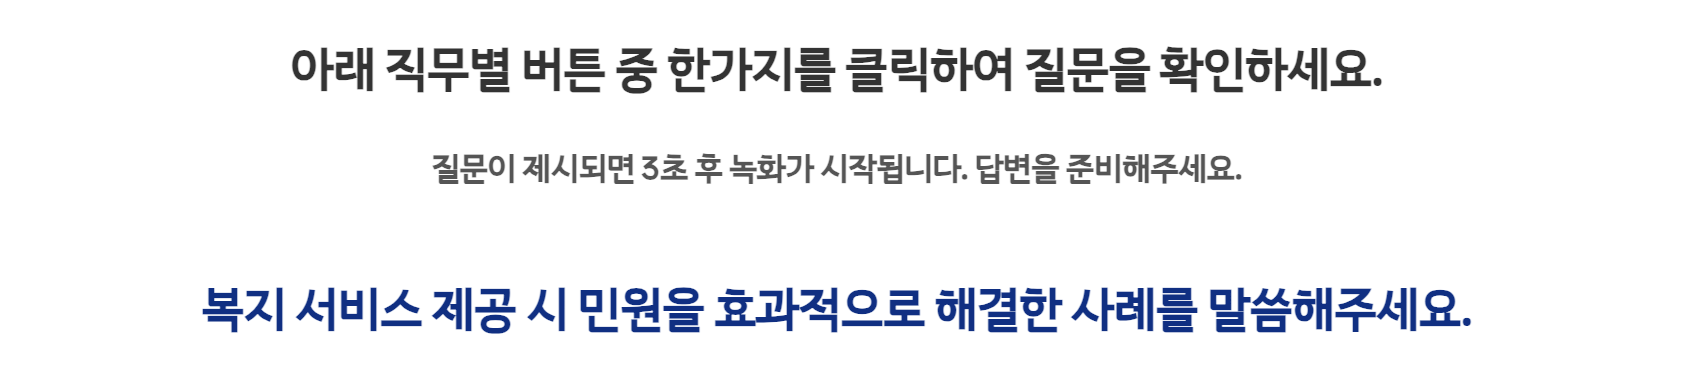 아래 직무별 버튼 중 한가지를 클릭하여 질문을 확인하세요.
질문이 제시되면 3초 후 녹화가 시작됩니다. 답변을 준비해주세요.
복지 서비스 제공 시 민원을 효과적으로 해결한 사례를 말씀해주세요.